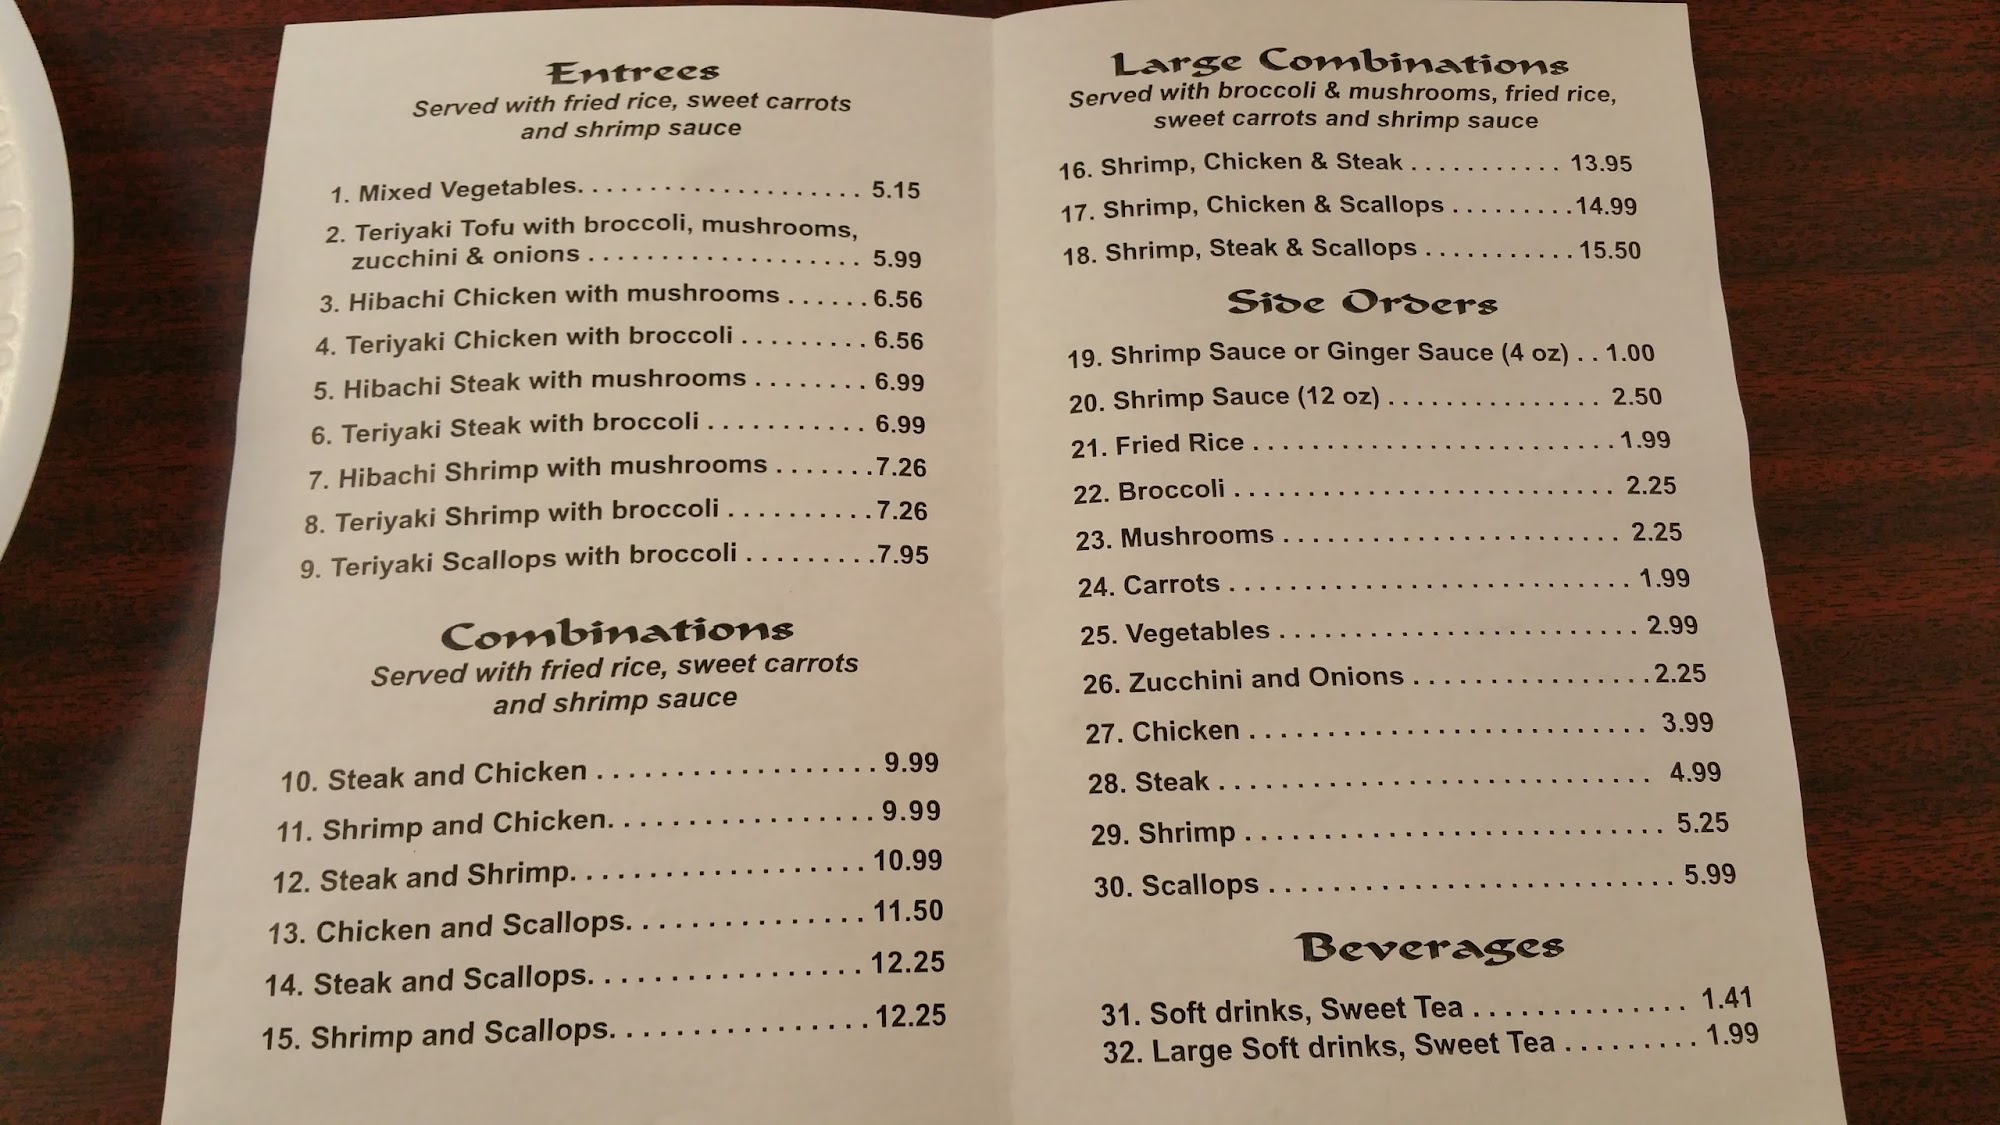 Entrees
Served with fried rice, sweet carrots
and shrimp sauce
1. Mixed Vegetables. . . . . . . . . . . . . . . . . . . . 5.15
2. Teriyaki Tofu with broccoli, mushrooms,
zucchini & onions . . . . . . . . . . . . . . . . . . . 5.99
3. Hibachi Chicken with mushrooms . . . . . . 6.56
4. Teriyaki Chicken with broccoli . . . . . . . . . 6.56
5. Hibachi Steak with mushrooms . . . . . . . . 6.99
6. Teriyaki Steak with broccoli . . . . . . . . . . . 6.99
7. Hibachi Shrimp with mushrooms . . . . . . .7.26
8. Teriyaki Shrimp with broccoli . . . . . . . . . .7.26
9. Teriyaki Scallops with broccoli . . . . . . . . .7.95
Combinations
Served with fried rice, sweet carrots
and shrimp sauce
10. Steak and Chicken . . . . . . . . . . . . . . . . . . 9.99
11. Shrimp and Chicken. . . . . . . . . . . . . . . . . 9.99
12. Steak and Shrimp. . . . . . . . . . . . . . . . . . . 10.99
13. Chicken and Scallops. . . . . . . . . . . . . . . 11.50
14. Steak and Scallops. . . . . . . . . . . . . . . . . 12.25
15. Shrimp and Scallops. . . . . . . . . . . . . . . . 12.25
Large Combinations
Served with broccoli & mushrooms, fried rice,
sweet carrots and shrimp sauce
16. Shrimp, Chicken & Steak . . . . . . . . . . . 13.95
17. Shrimp, Chicken & Scallops . . . . . . . . .14.99
18. Shrimp, Steak & Scallops . . . . . . . . . . . 15.50
Side Orders
19. Shrimp Sauce or Ginger Sauce (4 oz) . . 1.00
20. Shrimp Sauce (12 oz) . . . . . . . . . . . . . . . 2.50
21. Fried Rice . . . . . . . . . . . . . . . . . . . . . . . . .1.99
22. Broccoli . . . . . . . . . . . . . . . . . . . . . . . . . . 2.25
23. Mushrooms . . . . . . . . . . . . . . . . . . . . . . . 2.25
24. Carrots . . . . . . . . . . . . . . . . . . . . . . . . . . . 1.99
25. Vegetables . . . . . . . . . . . . . . . . . . . . . . . . 2.99
26. Zucchini and Onions . . . . . . . . . . . . . . . .2.25
27. Chicken . . . . . . . . . . . . . . . . . . . . . . . . . . 3.99
28. Steak . . . . . . . . . . . . . . . . . . . . . . . . . . . . 4.99
29. Shrimp . . . . . . . . . . . . . . . . . . . . . . . . . . . 5.25
30. Scallops . . . . . . . . . . . . . . . . . . . . . . . . . . 5.99
Beverages
31. Soft drinks, Sweet Tea . . . . . . . . . . . . . . 1.41
32. Large Soft drinks, Sweet Tea . . . . . . . . . 1.99